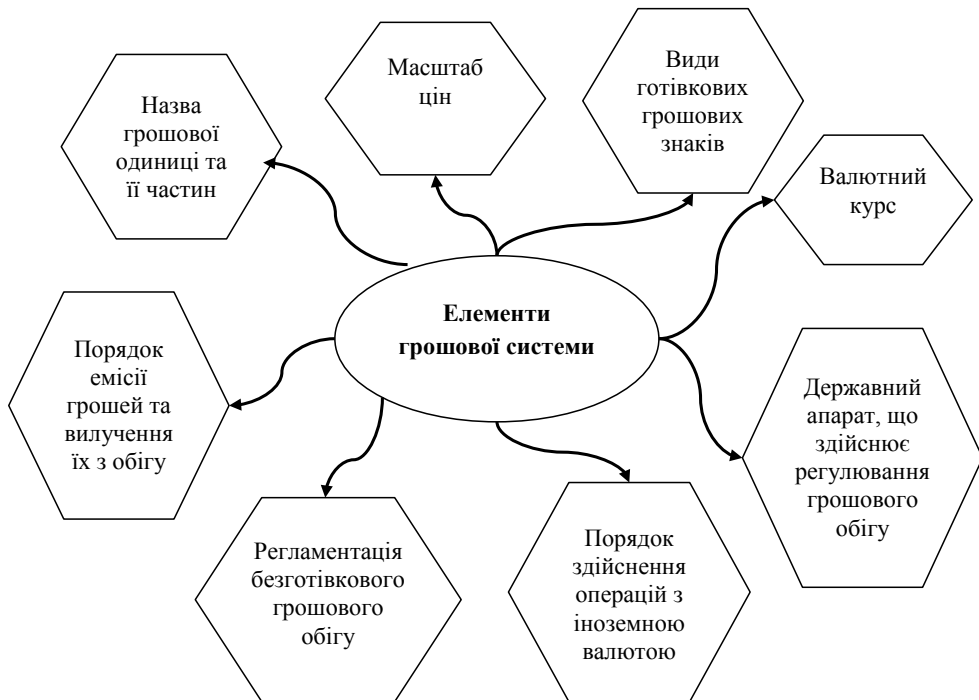 Назва
грошової
одиниці та
її частин
Масштаб
цін
Види
готівкових
грошових
знаків
Валютний
курс
Елементи
грошової системи
Порядок
емісії
грошей та
вилучення
їх з обігу
Державний
апарат, що
здійснює
регулювання
грошового
обігу
Регламентація
безготівкового
грошового
обігу
Порядок
здійснення
операцій з
іноземною
валютою